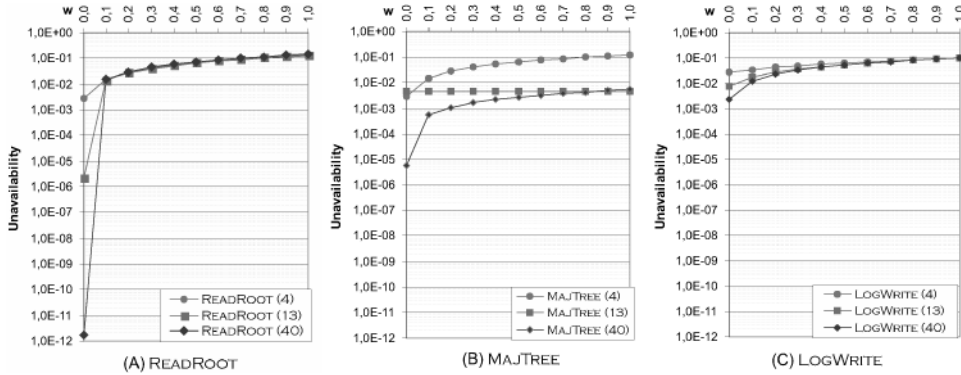 w 0,0 0,1 0,2 0,3 0,4 0,5 0,6 0,7 0,8 0,9 1,0
1,0E+00
1,0E-01
1,0E-02
1,0E-03
1,0E-04
1,0E-05
1,0E-06
1,0E-07
1,0E-08
1,0E-09
1,0E-10
1,0E-11
1,0E-12
Unavailability
READROOT (4)
READROOT (13)
READROOT (40)
(A) READROOT
w 0,0 0,1 0,2 0,3 0,4 0,5 0,6 0,7 0,8 0,9 1,0
1,0E+00
1,0E-01
1,0E-02
1,0E-03
1,0E-04
1,0E-05
1,0E-06
1,0E-07
1,0E-08
1,0E-09
1,0E-10
1,0E-11
1,0E-12
Unavailability
MAJTREE (4)
MAJTREE (13)
MAJTREE (40)
(B) MAJTREE
w 0,0 0,1 0,2 0,3 0,4 0,5 0,6 0,7 0,8 0,9 1,0
1,0E+00
1,0E-01
1,0E-02
1,0E-03
1,0E-04
1,0E-05
1,0E-06
1,0E-07
1,0E-08
1,0E-09
1,0E-10
1,0E-11
1,0E-12
Unavailability
LOGWRITE (4)
LOGWRITE (13)
LOGWRITE (40)
(C) LOGWRITE